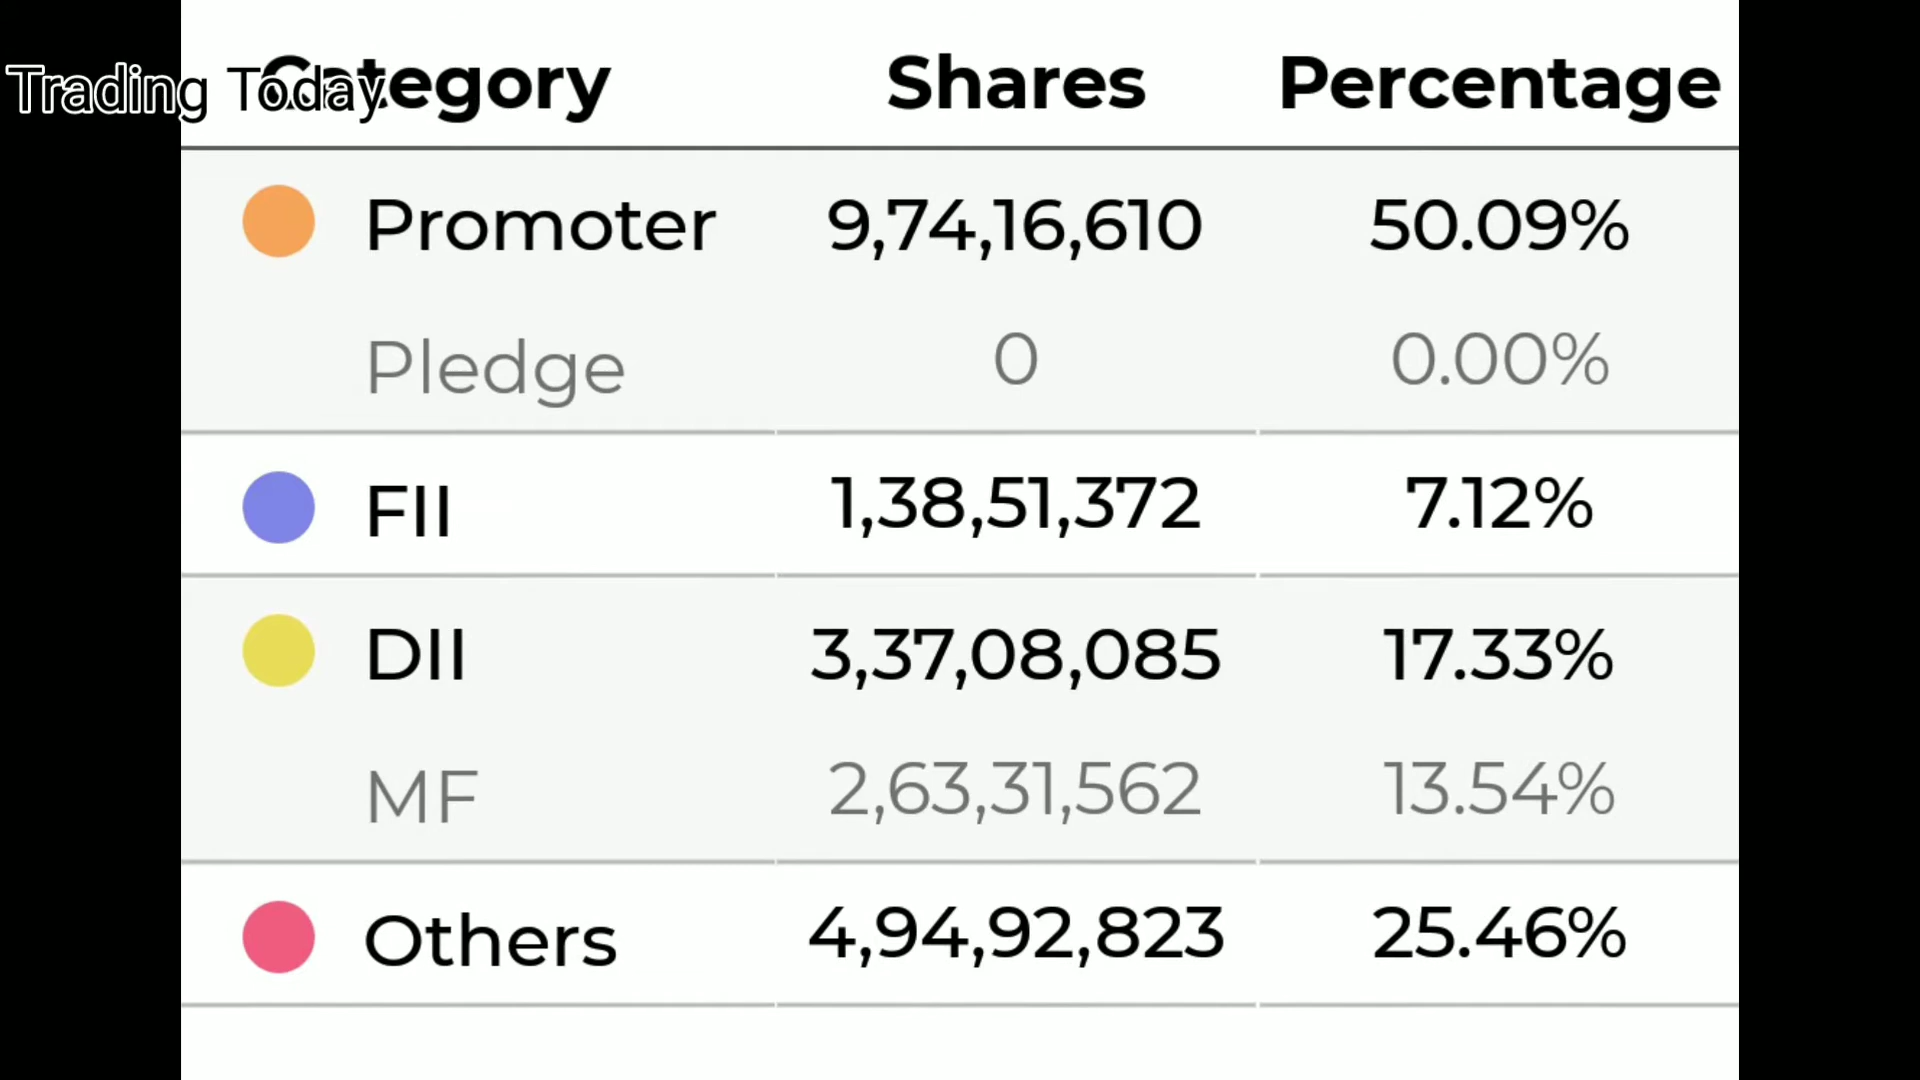 Trading Today
Category Shares Percentage
Promoter 9,74,16,610 50.09%
Pledge 0 0.00%
FII 1,38,51,372 7.12%
DII 3,37,08,085 17.33%
MF 2,63,31,562 13.54%
Others 4,94,92,823 25.46%